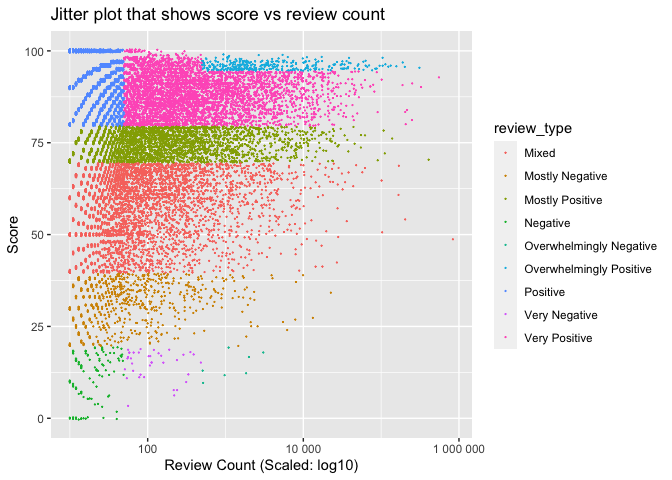 Jitter plot that shows score vs review count
100
75
50
25
0
Score
100
10 000
1 000 000
Review Count (Scaled: log10)
review_type
Mixed
Mostly Negative
Mostly Positive
Negative
Overwhelmingly Negative
Overwhelmingly Positive
Positive
Very Negative
Very Positive